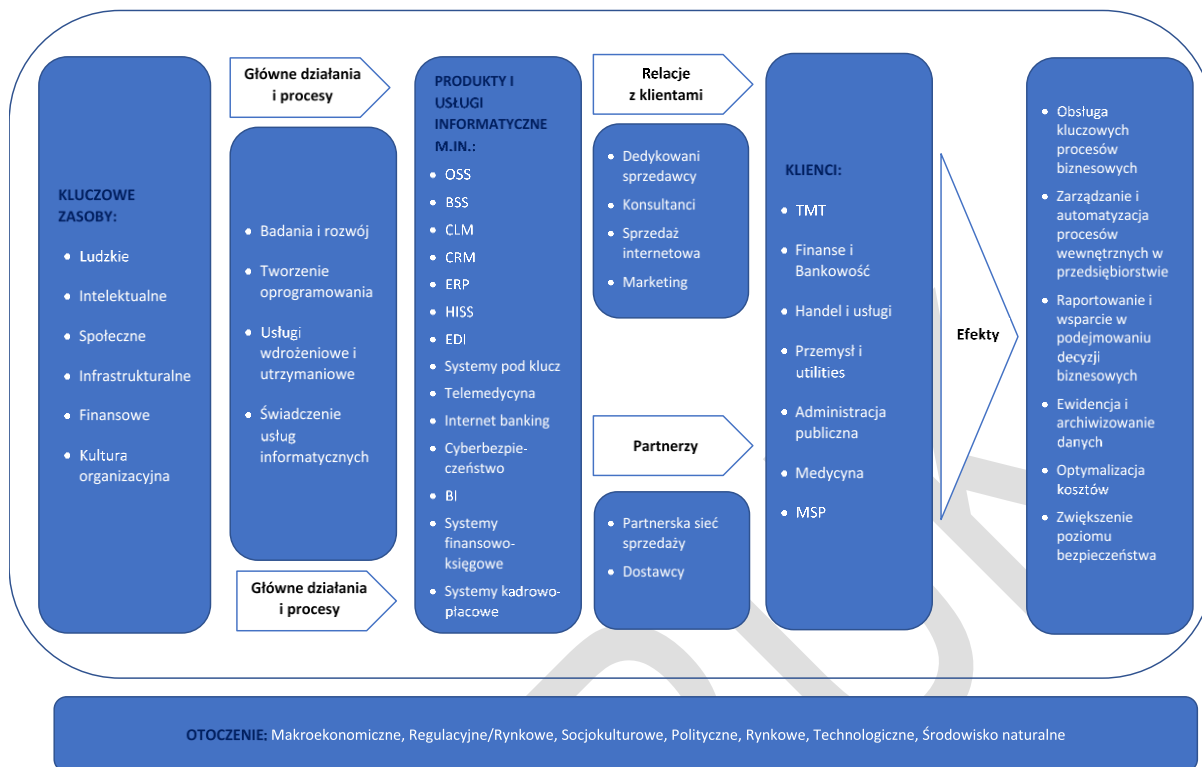 KLUCZOWE
ZASOBY:
Ludzkie
Intelektualne
Społeczne
Infrastrukturalne
Finansowe
Kultura
organizacyjna
Główne działania
i procesy
Badania i rozwój
Tworzenie
oprogramowania
Usługi
wdrożeniowe i
utrzymaniowe
Świadczenie
usług
informatycznych
Główne działania
i procesy
PRODUKTY I
USŁUGI
INFORMATYCZNE
M.IN.:
OSS
BSS
CLM
CRM
ERP
HISS
EDI
Systemy pod klucz
Telemedycyna
Internet banking
Cyberbezpie-
czeństwo
BI
Systemy
finansowo-
księgowe
Systemy kadrowo-
płacowe
Relacje
z klientami
Dedykowani
sprzedawcy
Konsultanci
Sprzedaż
internetowa
Marketing
Partnerzy
Partnerska sieć
sprzedaży
Dostawcy
KLIENCI:
TMT
Finanse i
Bankowość
Handel i usługi
Przemysł i
utilities
Administracja
publiczna
Medycyna
MSP
Efekty
Obsługa
kluczowych
procesów
biznesowych
Zarządzanie i
automatyzacja
procesów
wewnętrznych w
przedsiębiorstwie
Raportowanie i
wsparcie w
podejmowaniu
decyzji
biznesowych
Ewidencja i
archiwizowanie
danych
Optymalizacja
kosztów
Zwiększenie
poziomu
bezpieczeństwa
OTOCZENIE: Makroekonomiczne, Regulacyjne/Rynkowe, Socjokulturowe, Polityczne, Rynkowe, Technologiczne, Środowisko naturalne